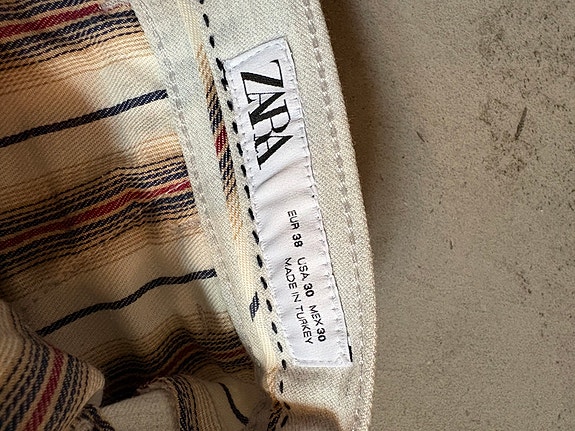 ZARA
EUR 38 USA 30 MEX 30
MADE IN TURKEY